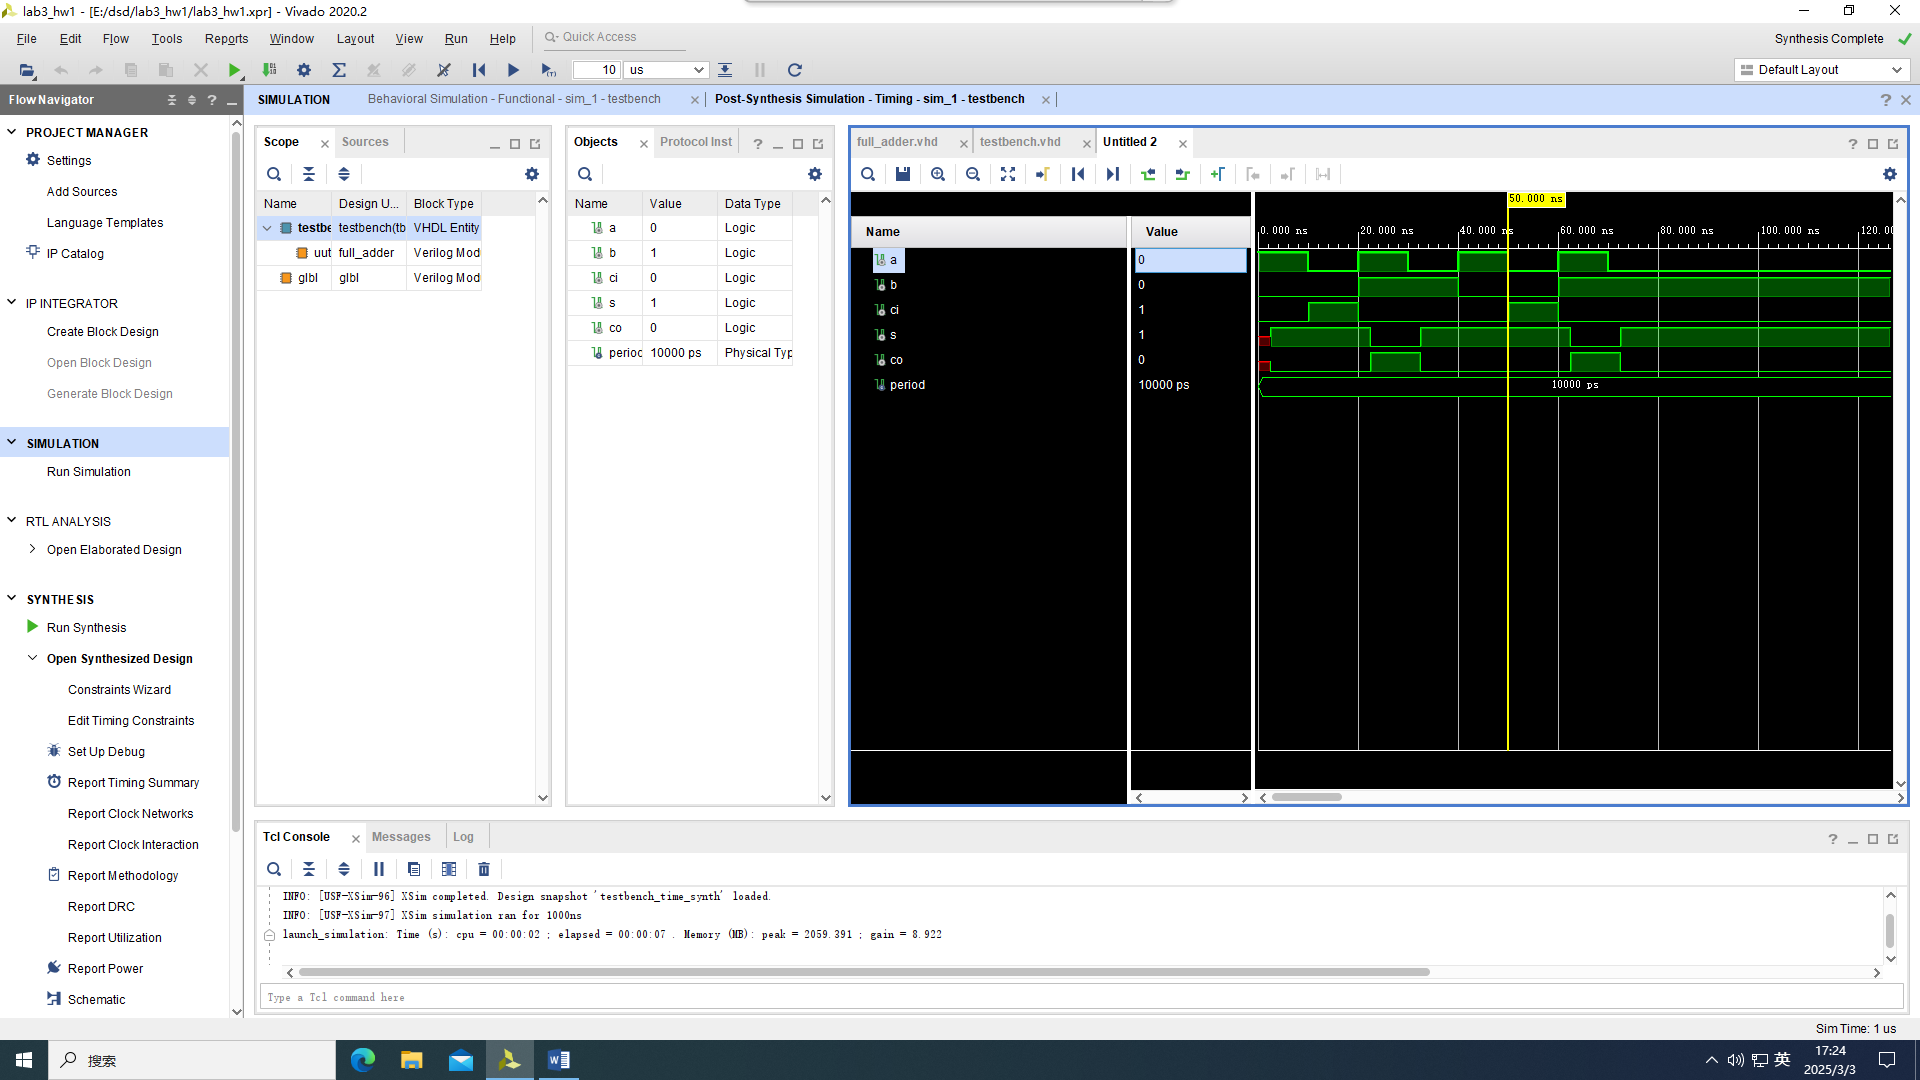 lab3_hw1 - [E:/dsd/lab3_hw1/lab3_hw1.xpr] - Vivado 2020.2
File Edit Flow Tools Reports Window Layout View Run Help Quick Access
Synthesis Complete
10 us
Default Layout
Flow Navigator
SIMULATION
Behavioral Simulation - Functional - sim_1 - testbench
Post-Synthesis Simulation - Timing - sim_1 - testbench
PROJECT MANAGER
Settings
Add Sources
Language Templates
IP Catalog
IP INTEGRATOR
Create Block Design
Open Block Design
Generate Block Design
SIMULATION
Run Simulation
RTL ANALYSIS
Open Elaborated Design
SYNTHESIS
Run Synthesis
Open Synthesized Design
Constraints Wizard
Edit Timing Constraints
Set Up Debug
Report Timing Summary
Report Clock Networks
Report Clock Interaction
Report Methodology
Report DRC
Report Utilization
Report Power
Schematic
Scope Sources
Name Design U... Block Type
testbe testbench(tb VHDL Entity
uut full_adder Verilog Mod
glbl glbl Verilog Mod
Objects Protocol Inst
Name Value Data Type
a 0 Logic
b 1 Logic
ci 0 Logic
s 1 Logic
co 0 Logic
period 10000 ps Physical Typ
full_adder.vhd testbench.vhd Untitled 2
Name Value
a 0
b 0
ci 1
s 1
co 0
period 10000 ps
50.000 ns
0.000 ns 20.000 ns 40.000 ns 60.000 ns 80.000 ns 100.000 ns 120.0
10000 ps
Tcl Console Messages Log
INFO: [USF-XSim-96] XSim completed. Design snapshot 'testbench_time_synth' loaded.
INFO: [USF-XSim-97] XSim simulation ran for 1000ns
launch_simulation: Time (s): cpu = 00:00:02 ; elapsed = 00:00:07 . Memory (MB): peak = 2059.391 ; gain = 8.922
Type a Tcl command here
Sim Time: 1 us
搜索
英
17:24
2025/3/3